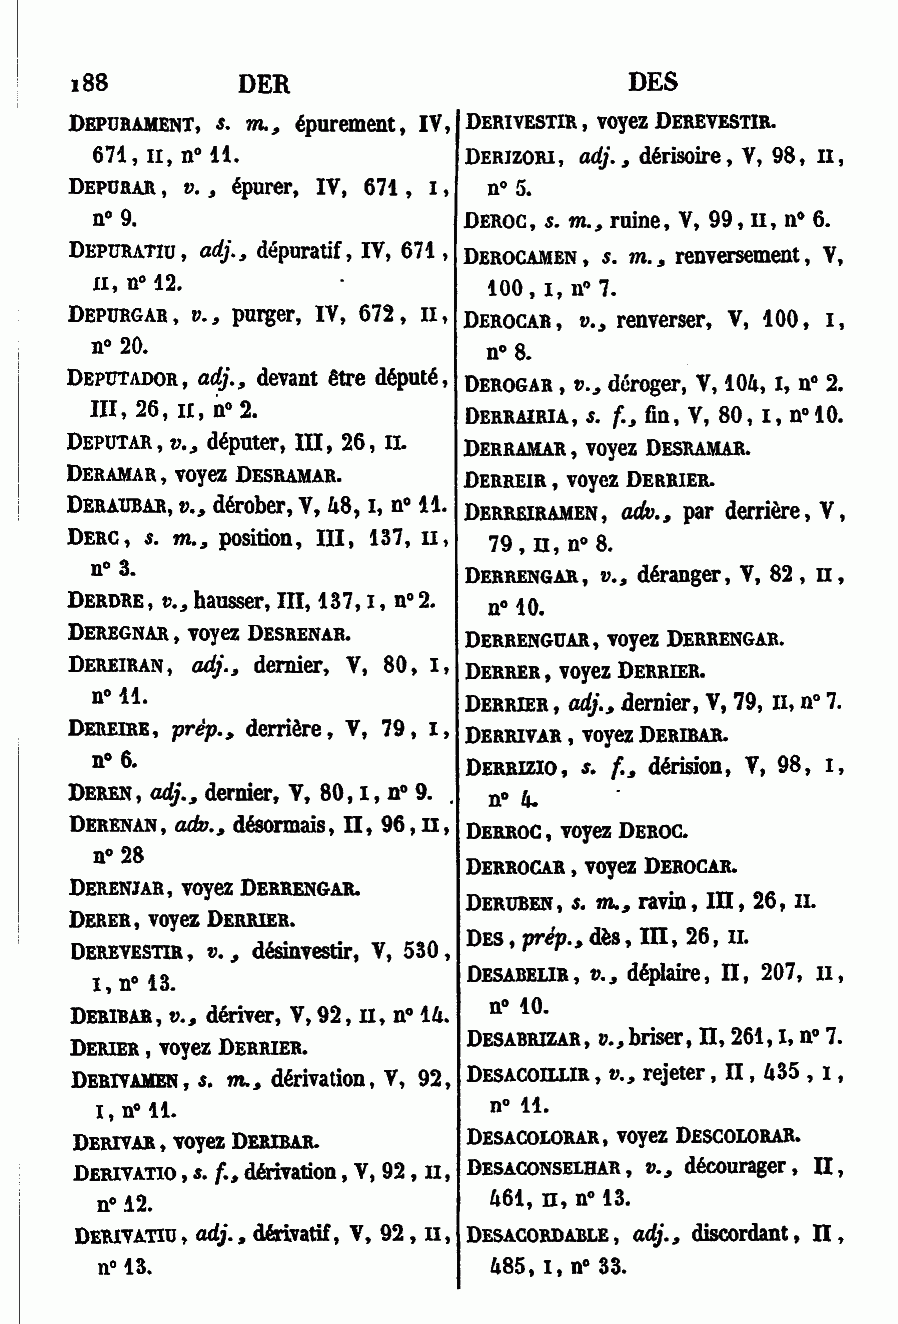 188 DER DES
DEPURAMENT, s. m., épurement, IV,
671, II, n° 11.
DEPURAR, v., épurer, IV, 671, I,
n° 9.
DEPURATIU, adj., dépuratif, IV, 671,
II, n° 12.
DEPURGAR, v., purger, IV, 672, II,
n° 20.
DEPUTADOR, adj., devant être député,
III, 26, II, n° 2.
DEPUTAR, v., députer, III, 26, II.
DERAMAR, voyez DESRAMAR.
DERAUBAR, v., dérober, V, 48, I, n° 11.
DERC, s. m., position, III, 137, II,
n° 3.
DERDRE, v., hausser, III, 137, I, n° 2.
DEREGNAR, voyez DESRENAR.
DEREIRAN, adj., dernier, V, 80, I,
n° 11.
DEREIRE, prép., derrière, V, 79, I,
n° 6.
DEREN, adj., dernier, V, 80, I, n° 9.
DERENAN, adv., désormais, II, 96, II,
n° 28
DERENJAR, voyez DERRENGAR.
DERER, voyez DERRIER.
DEREVESTIR, v., désinvestir, V, 530,
I, n° 13.
DERIBAR, v., dériver, V, 92, II, n° 14.
DERIER, voyez DERRIER.
DERIVAMEN, s. m., dérivation, V, 92,
I, n° 11.
DERIVAR, voyez DERIBAR.
DERIVATIO, s. f., dérivation, V, 92, II,
n° 12.
DERIVATIU, adj., dérivatif, V, 92, II,
n° 13.
DERIVESTIR, voyez DEREVESTIR.
DERIZORI, adj., dérisoire, V, 98, II,
n° 5.
DEROC, s. m., ruine, V, 99, II, n° 6.
DEROCAMEN, s. m., renversement, V,
100, I, n° 7.
DEROCAR, v., renverser, V, 100, I,
n° 8.
DEROGAR, v., déroger, V, 104, I, n° 2.
DERRAIRIA, s. f., fin, V, 80, I, n° 10.
DERRAMAR, voyez DESRAMAR.
DERREIR, voyez DERRIER.
DERREIRAMEN, adv., par derrière, V,
79, II, n° 8.
DERRENGAR, v., déranger, V, 82, II,
n° 10.
DERRENGUAR, voyez DERRENGAR.
DERRER, voyez DERRIER.
DERRIER, adj., dernier, V, 79, II, n° 7.
DERRIVAR, voyez DERIBAR.
DERRIZIO, s. f., dérision, V, 98, I,
n° 4.
DERROC, voyez DEROC.
DERROCAR, voyez DEROCAR.
DERUBEN, s. m., ravin, III, 26, II.
DES, prép., dès, III, 26, II.
DESABELIR, v., déplaire, II, 207, II,
n° 10.
DESABRIZAR, v., briser, II, 261, I, n° 7.
DESACOILLIR, v., rejeter, II, 435, I,
n° 11.
DESACOLORAR, voyez DESCOLORAR.
DESACONSELHAR, v., décourager, II,
461, II, n° 13.
DESACORDABLE, adj., discordant, II,
485, I, n° 33.